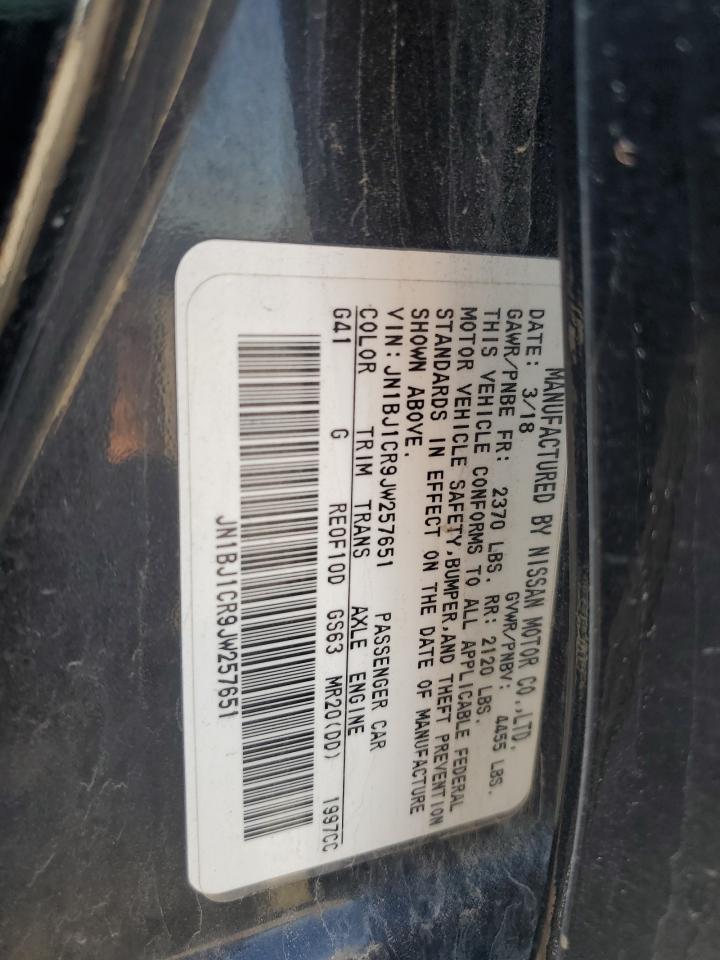 MANUFACTURED BY NISSAN MOTOR CO.,LTD.
DATE: 3/18 GVWR/PNBV: 4455 LBS.
GAWR/PNBE FR: 2370 LBS. RR: 2120 LBS.
THIS VEHICLE CONFORMS TO ALL APPLICABLE FEDERAL
MOTOR VEHICLE SAFETY,BUMPER,AND THEFT PREVENTION
STANDARDS IN EFFECT ON THE DATE OF MANUFACTURE
SHOWN ABOVE.
VIN:JN1BJ1CR9JW257651 PASSENGER CAR
COLOR TRIM TRANS AXLE ENGINE
G41 G RE0F10D GS63 MR20(DD) 1997CC
JN1BJ1CR9JW257651